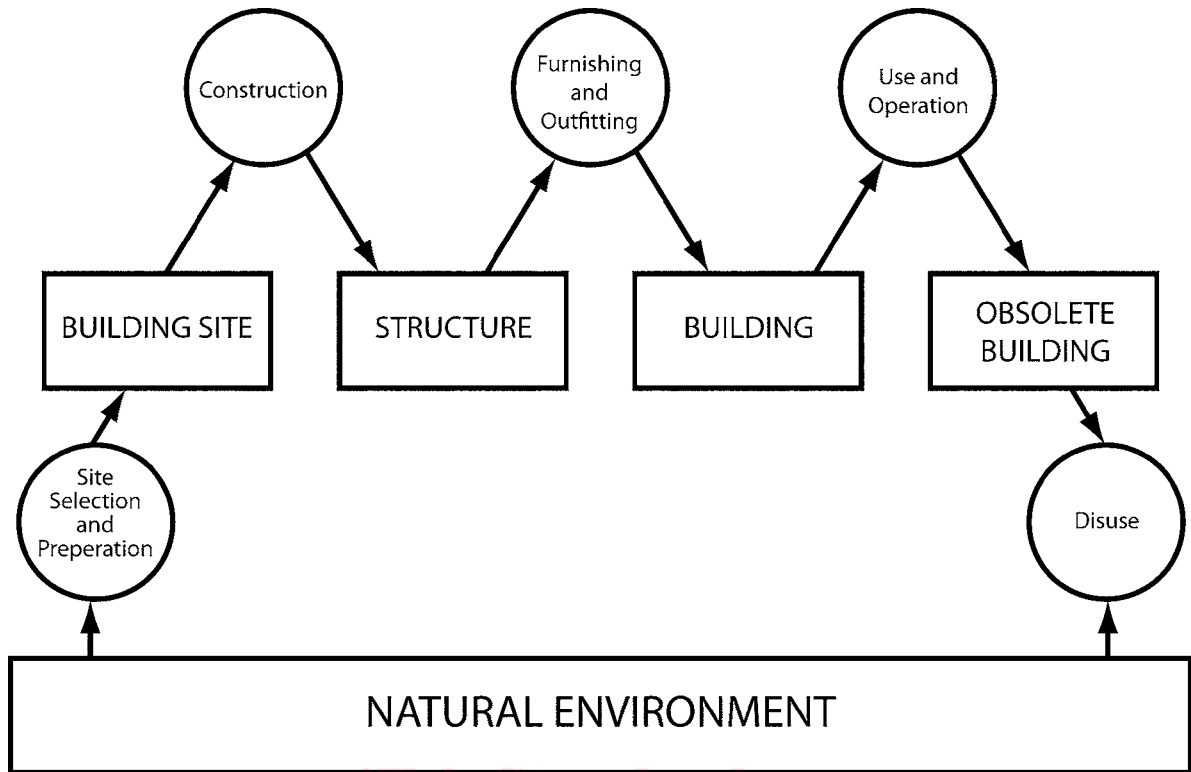 Construction
Furnishing
and
Outfitting
Use and
Operation
BUILDING SITE
STRUCTURE
BUILDING
OBSOLETE
BUILDING
Site
Selection
and
Preperation
Disuse
NATURAL ENVIRONMENT